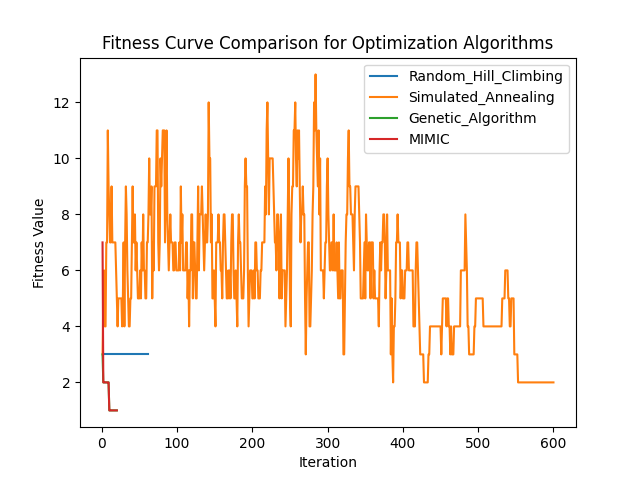 Fitness Curve Comparison for Optimization Algorithms
Random_Hill_Climbing
Simulated_Annealing
Genetic_Algorithm
MIMIC
Fitness Value
12
10
8
6
4
2
0 100 200 300 400 500 600
Iteration